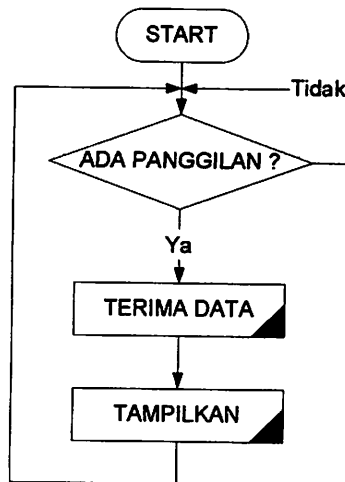 START
Tidak
ADA PANGGILAN ?
Ya
TERIMA DATA
TAMPILKAN